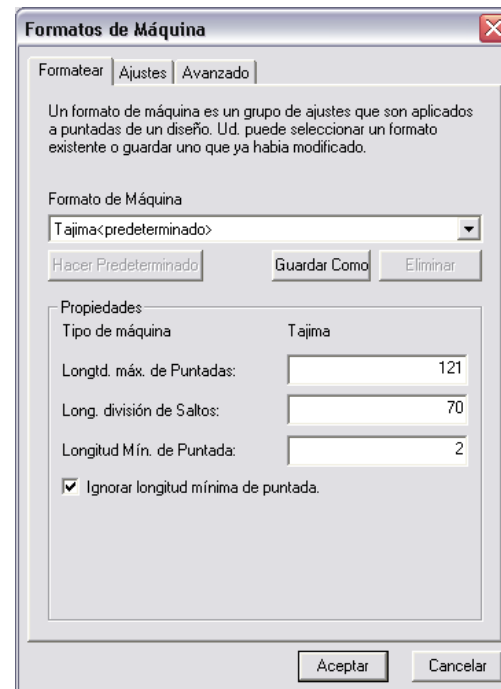 Formatos de Máquina
Formatear Ajustes Avanzado
Un formato de máquina es un grupo de ajustes que son aplicados
a puntadas de un diseño. Ud. puede seleccionar un formato
existente o guardar uno que ya habia modificado.
Formato de Máquina
Tajima<predeterminado>
Hacer Predeterminado Guardar Como Eliminar
Propiedades
Tipo de máquina Tajima
Longtd. máx. de Puntadas: 121
Long. división de Saltos: 70
Longitud Mín. de Puntada: 2
Ignorar longitud mínima de puntada.
Aceptar Cancelar